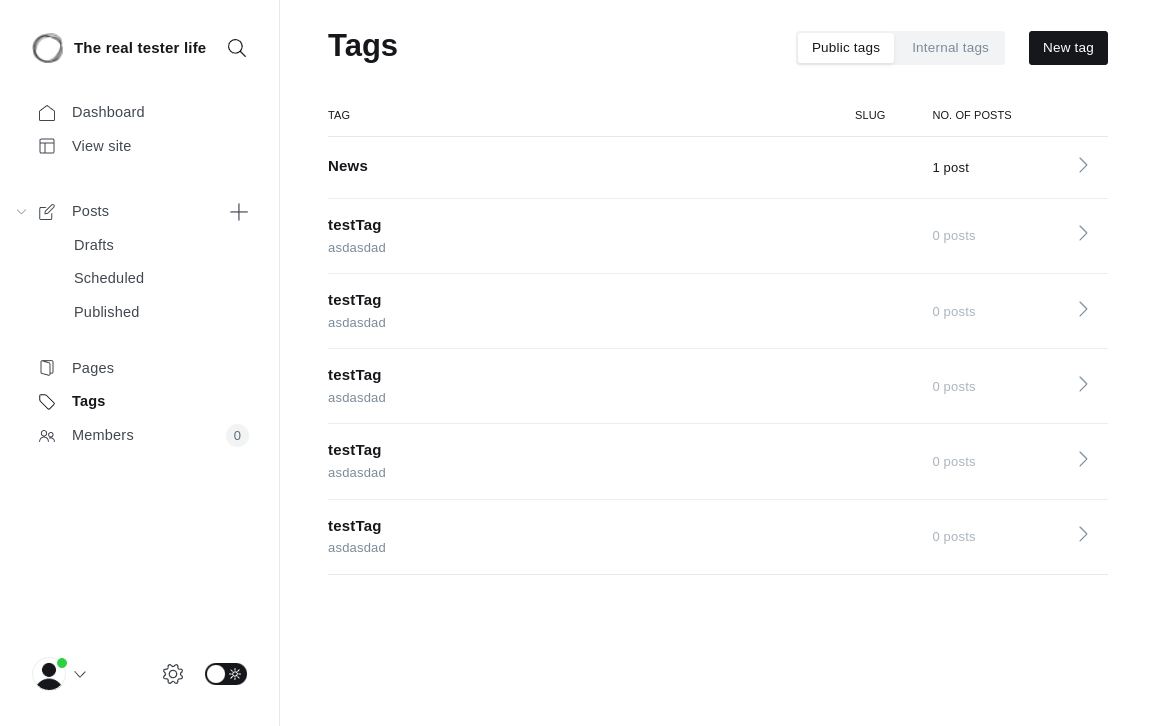 The real tester life
Dashboard
View site
Posts
Drafts
Scheduled
Published
Pages
Tags
Members 0
Tags
Public tags Internal tags New tag
TAG SLUG NO. OF POSTS
News 1 post
testTag
asdasdad 0 posts
testTag
asdasdad 0 posts
testTag
asdasdad 0 posts
testTag
asdasdad 0 posts
testTag
asdasdad 0 posts